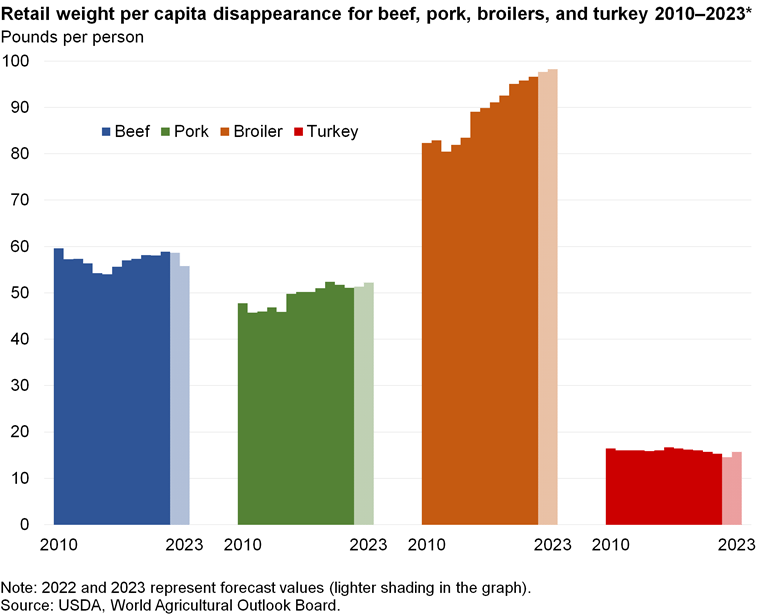 Retail weight per capita disappearance for beef, pork, broilers, and turkey 2010–2023*
Pounds per person
100
90
Beef Pork Broiler Turkey
80
70
60
50
40
30
20
10
0
2010 2023 2010 2023 2010 2023 2010 2023
Note: 2022 and 2023 represent forecast values (lighter shading in the graph).
Source: USDA, World Agricultural Outlook Board.